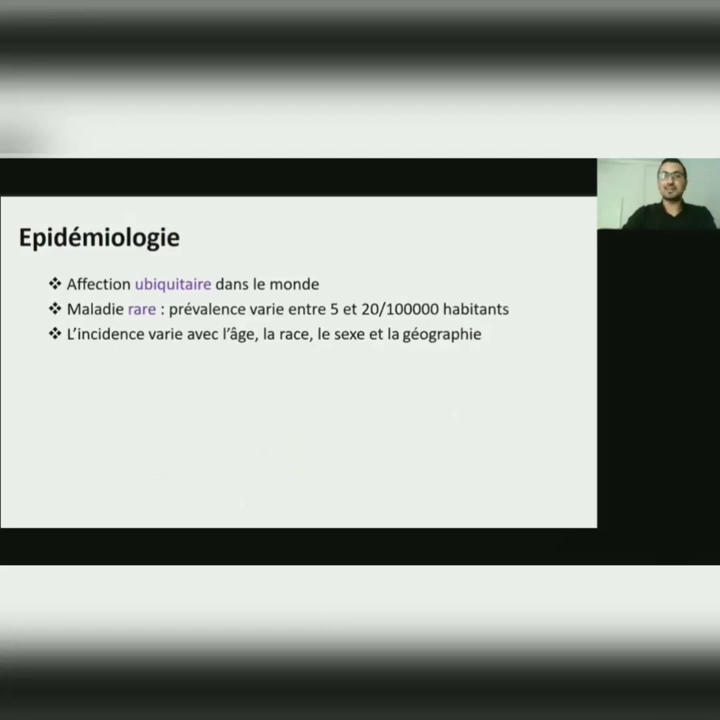 Epidémiologie
❖ Affection ubiquitaire dans le monde
❖ Maladie rare : prévalence varie entre 5 et 20/100000 habitants
❖ L’incidence varie avec l’âge, la race, le sexe et la géographie